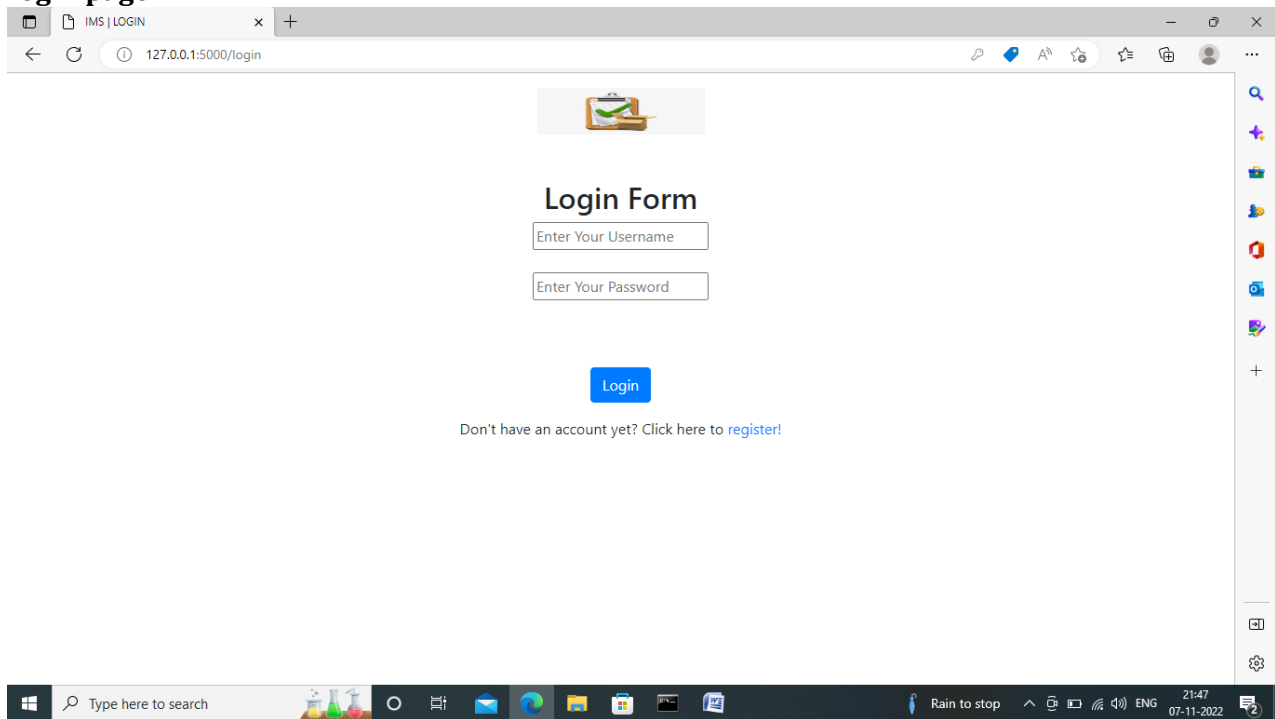 IMS | LOGIN
127.0.0.1:5000/login
Login Form
Enter Your Username
Enter Your Password
Login
Don't have an account yet? Click here to register!
Type here to search
Rain to stop
ENG
21:47
07-11-2022
2